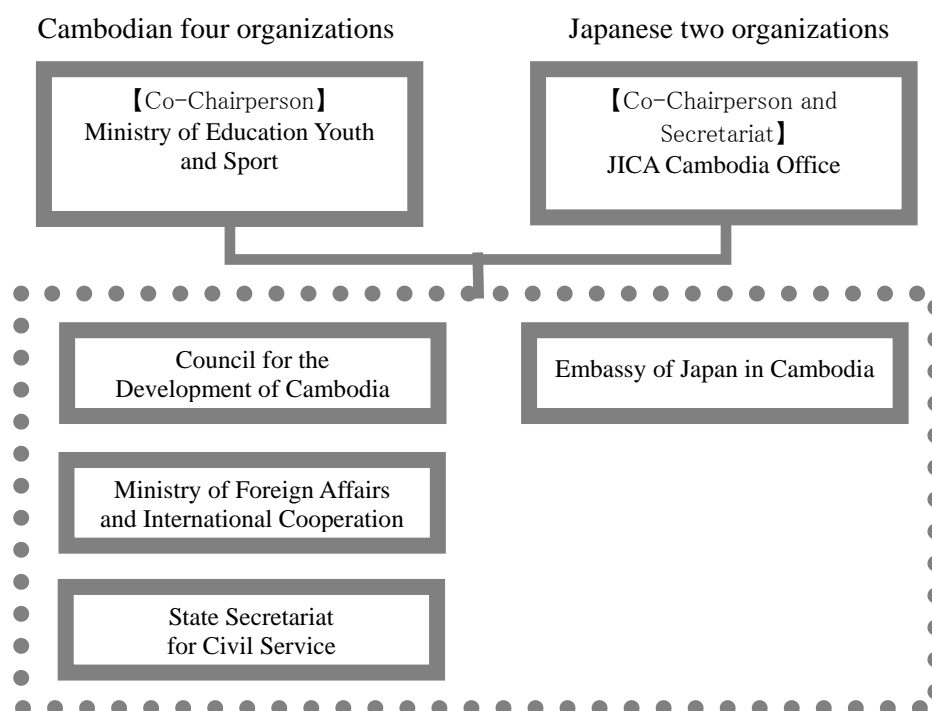 Cambodian four organizations
Japanese two organizations
【Co-Chairperson】
Ministry of Education Youth
and Sport
【Co-Chairperson and
Secretariat】
JICA Cambodia Office
Council for the
Development of Cambodia
Embassy of Japan in Cambodia
Ministry of Foreign Affairs
and International Cooperation
State Secretariat
for Civil Service